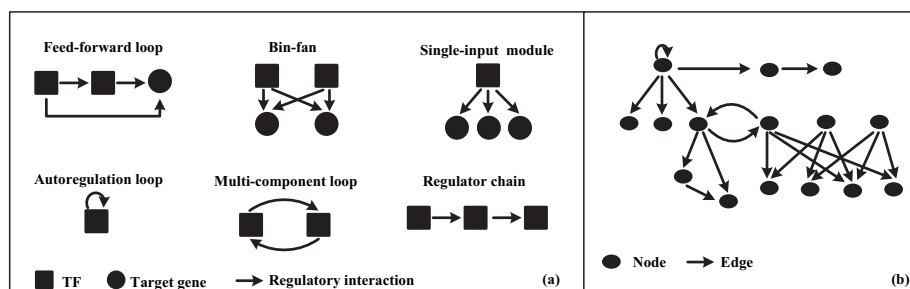 Feed-forward loop
Bin-fan
Single-input module
Autoregulation loop
Multi-component loop
Regulator chain
TF
Target gene
Regulatory interaction
(a)
Node
Edge
(b)